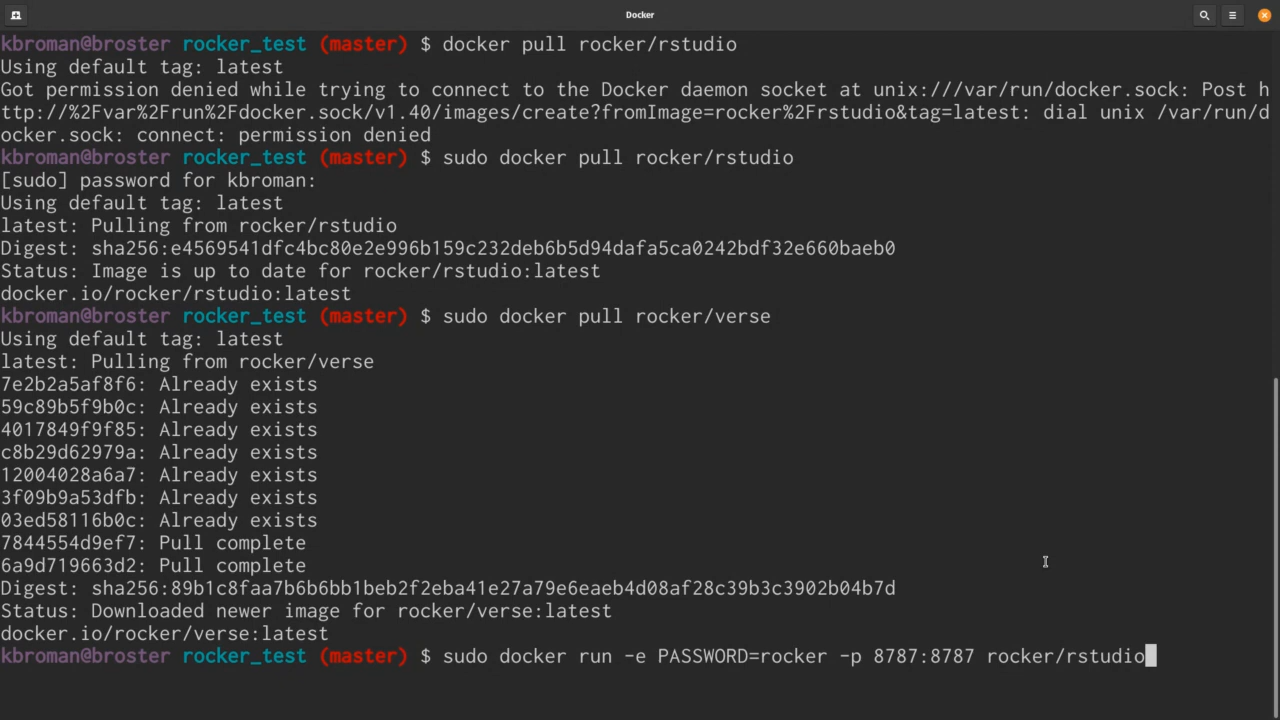 Docker
kbroman@broster rocker_test (master) $ docker pull rocker/rstudio
Using default tag: latest
Got permission denied while trying to connect to the Docker daemon socket at unix:///var/run/docker.sock: Post h
ttp://%2Fvar%2Frun%2Fdocker.sock/v1.40/images/create?fromImage=rocker%2Frstudio&tag=latest: dial unix /var/run/d
ocker.sock: connect: permission denied
kbroman@broster rocker_test (master) $ sudo docker pull rocker/rstudio
[sudo] password for kbroman:
Using default tag: latest
latest: Pulling from rocker/rstudio
Digest: sha256:e4569541dfc4bc80e2e996b159c232deb6b5d94dafa5ca0242bdf32e660baeb0
Status: Image is up to date for rocker/rstudio:latest
docker.io/rocker/rstudio:latest
kbroman@broster rocker_test (master) $ sudo docker pull rocker/verse
Using default tag: latest
latest: Pulling from rocker/verse
7e2b2a5af8f6: Already exists
59c89b5f9b0c: Already exists
4017849f9f85: Already exists
c8b29d62979a: Already exists
12004028a6a7: Already exists
3f09b9a53dfb: Already exists
03ed58116b0c: Already exists
7844554d9ef7: Pull complete
6a9d719663d2: Pull complete
Digest: sha256:89b1c8faa7b6b6bb1beb2f2eba41e27a79e6eaeb4d08af28c39b3c3902b04b7d
Status: Downloaded newer image for rocker/verse:latest
docker.io/rocker/verse:latest
kbroman@broster rocker_test (master) $ sudo docker run -e PASSWORD=rocker -p 8787:8787 rocker/rstudio